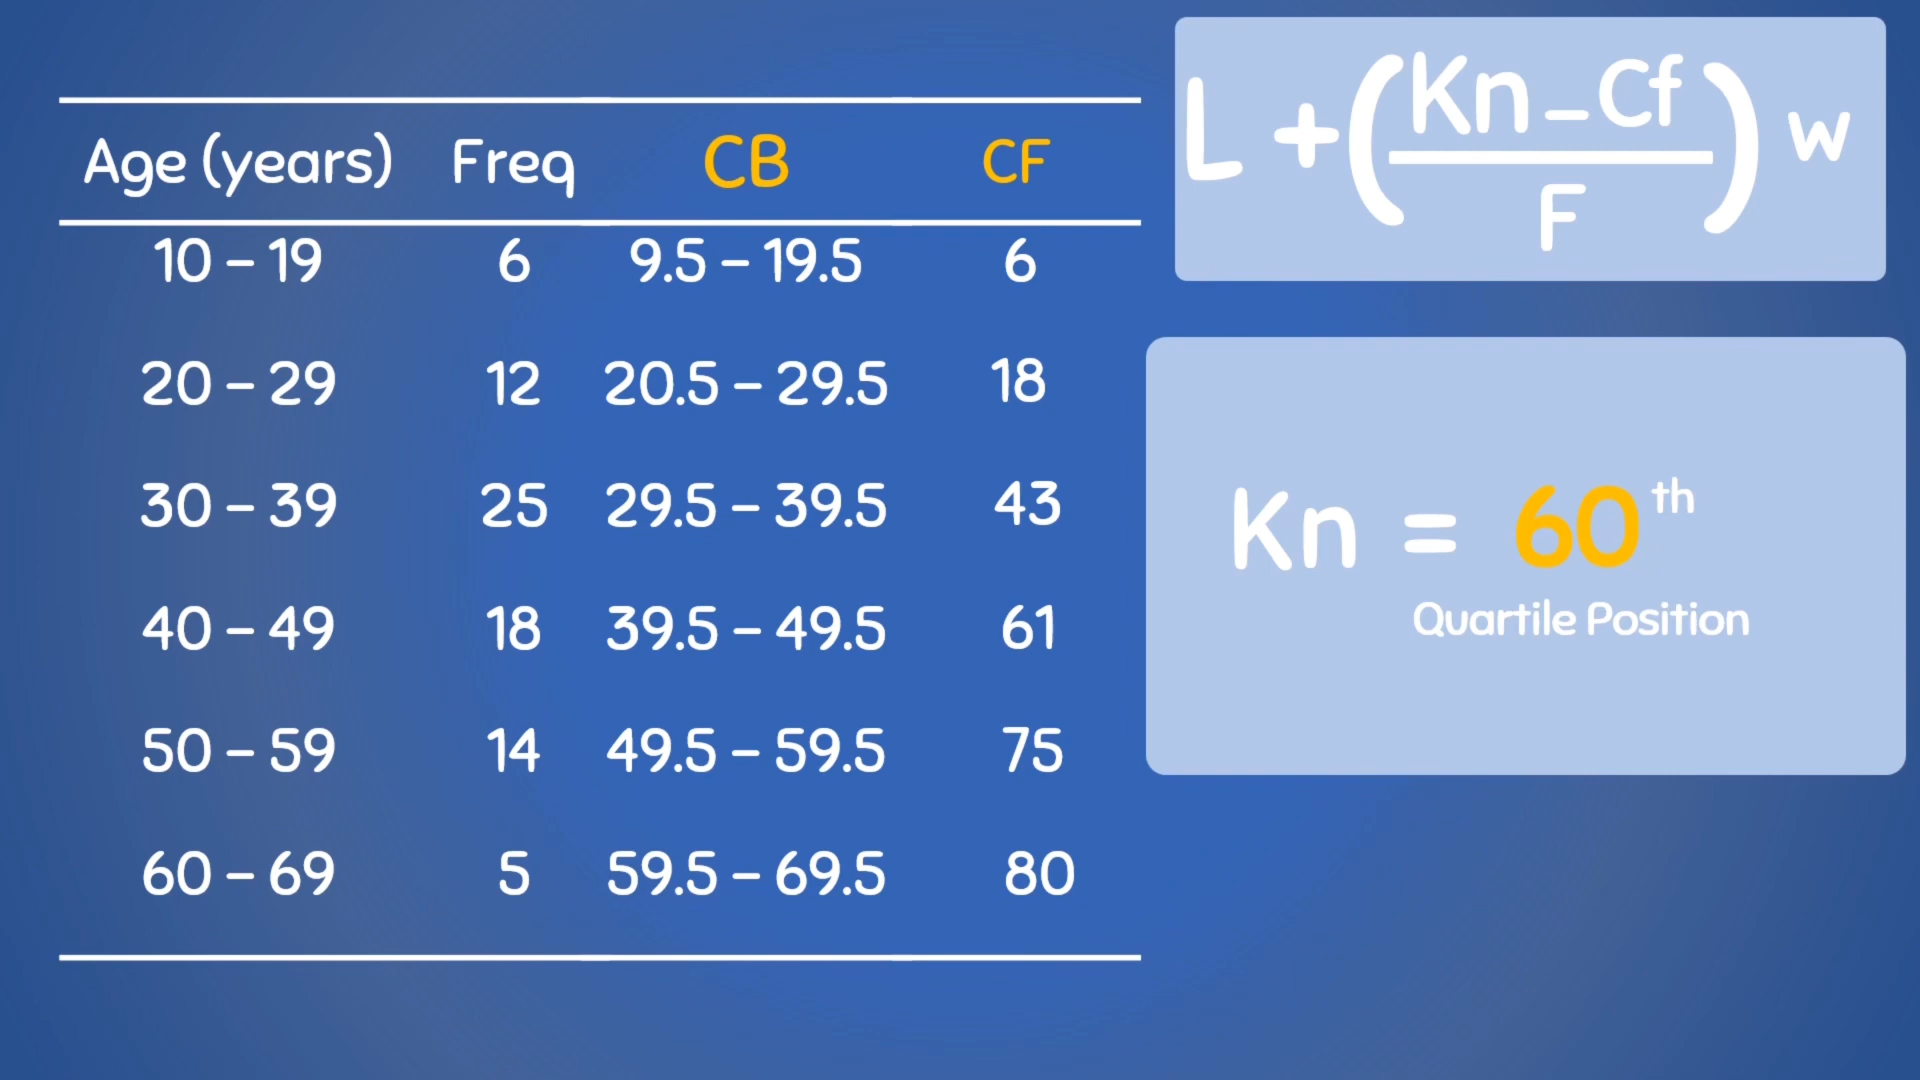 Age (years) Freq CB CF
10 – 19 6 9.5 – 19.5 6
20 – 29 12 20.5 – 29.5 18
30 – 39 25 29.5 – 39.5 43
40 – 49 18 39.5 – 49.5 61
50 – 59 14 49.5 – 59.5 75
60 – 69 5 59.5 – 69.5 80
L + (Kn – Cf / F) w
Kn = 60th
Quartile Position